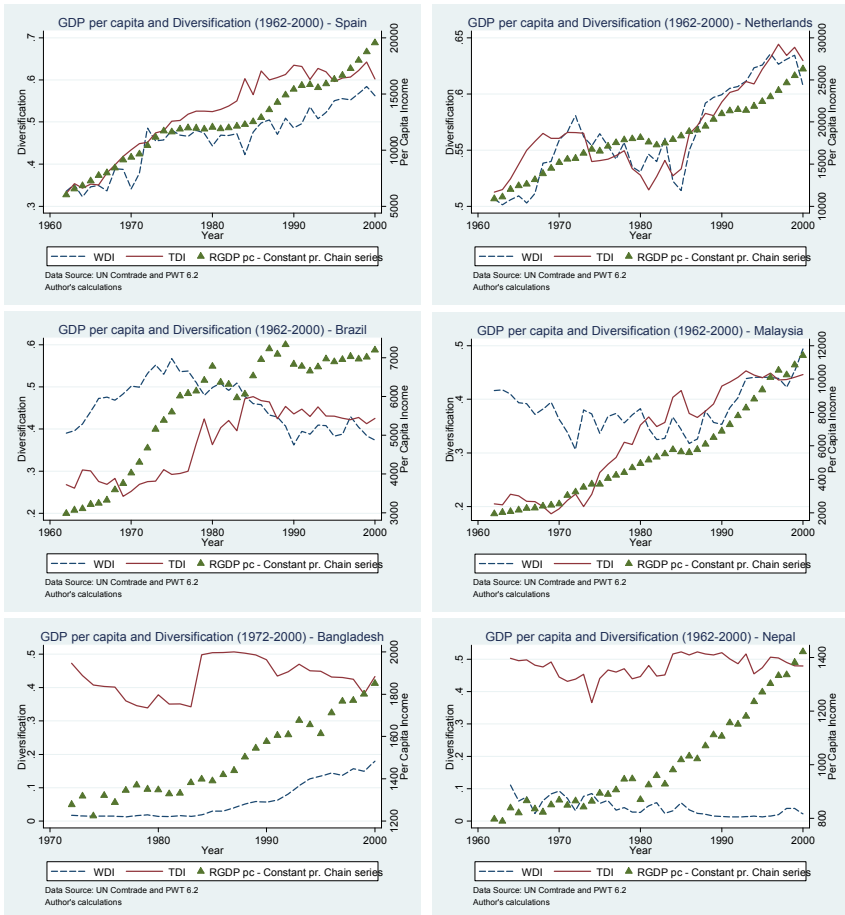 GDP per capita and Diversification (1962-2000) - Spain
Diversification
.3 .4 .5 .6 .7
5000 10000 15000 20000
Per Capita Income
1960 1970 1980 1990 2000
Year
WDI TDI RGDP pc - Constant pr. Chain series
Data Source: UN Comtrade and PWT 6.2
Author's calculations
GDP per capita and Diversification (1962-2000) - Netherlands
Diversification
.5 .55 .6 .65
10000 15000 20000 25000 30000
Per Capita Income
1960 1970 1980 1990 2000
Year
WDI TDI RGDP pc - Constant pr. Chain series
Data Source: UN Comtrade and PWT 6.2
Author's calculations
GDP per capita and Diversification (1962-2000) - Brazil
Diversification
.2 .3 .4 .5 .6
3000 4000 5000 6000 7000
Per Capita Income
1960 1970 1980 1990 2000
Year
WDI TDI RGDP pc - Constant pr. Chain series
Data Source: UN Comtrade and PWT 6.2
Author's calculations
GDP per capita and Diversification (1962-2000) - Malaysia
Diversification
.2 .3 .4 .5
2000 4000 6000 8000 10000 12000
Per Capita Income
1960 1970 1980 1990 2000
Year
WDI TDI RGDP pc - Constant pr. Chain series
Data Source: UN Comtrade and PWT 6.2
Author's calculations
GDP per capita and Diversification (1972-2000) - Bangladesh
Diversification
0 .1 .2 .3 .4 .5
1200 1400 1600 1800 2000
Per Capita Income
1970 1980 1990 2000
Year
WDI TDI RGDP pc - Constant pr. Chain series
Data Source: UN Comtrade and PWT 6.2
Author's calculations
GDP per capita and Diversification (1962-2000) - Nepal
Diversification
0 .1 .2 .3 .4 .5
800 1000 1200 1400
Per Capita Income
1960 1970 1980 1990 2000
Year
WDI TDI RGDP pc - Constant pr. Chain series
Data Source: UN Comtrade and PWT 6.2
Author's calculations